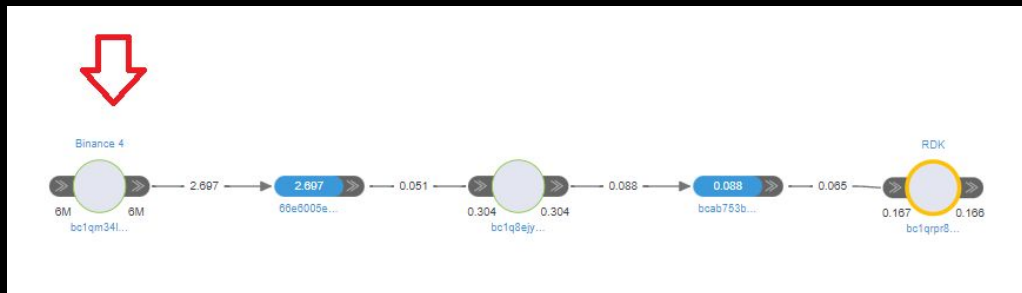 Binance 4
RDK
2.697
2.697
0.051
0.088
0.088
0.065
6M
6M
66e6005e...
0.304
0.304
bcab753b...
0.167
0.166
bc1qm34l...
bc1q8ejy...
bc1qrpr8...